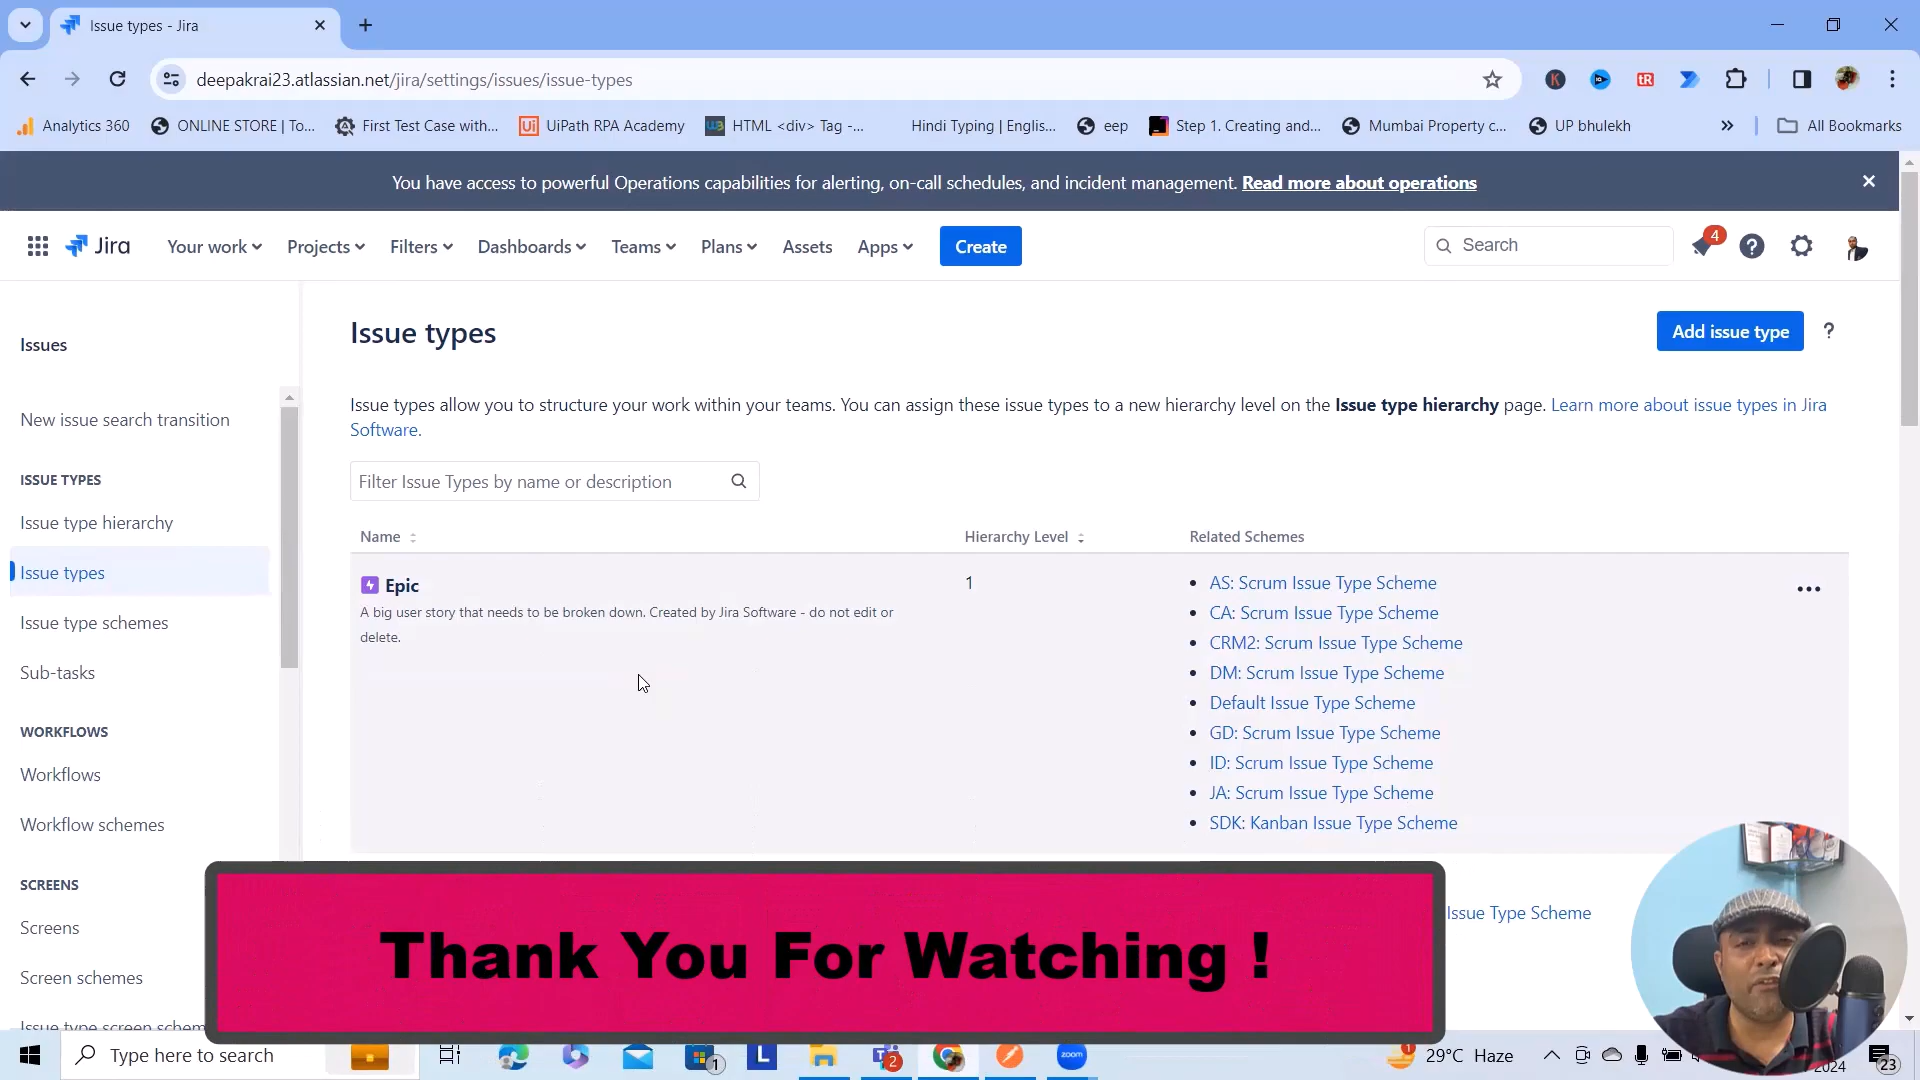 Issue types - Jira
deepakrai23.atlassian.net/jira/settings/issues/issue-types
K
tR
Analytics 360
ONLINE STORE | To...
First Test Case with...
UiPath RPA Academy
HTML <div> Tag -...
Hindi Typing | Englis...
eep
Step 1. Creating and...
Mumbai Property c...
UP bhulekh
All Bookmarks
You have access to powerful Operations capabilities for alerting, on-call schedules, and incident management. Read more about operations
Jira
Your work
Projects
Filters
Dashboards
Teams
Plans
Assets
Apps
Create
Search
4
Issues
New issue search transition
ISSUE TYPES
Issue type hierarchy
Issue types
Issue type schemes
Sub-tasks
WORKFLOWS
Workflows
Workflow schemes
SCREENS
Screens
Screen schemes
Issue type screen schem
Issue types
Add issue type
?
Issue types allow you to structure your work within your teams. You can assign these issue types to a new hierarchy level on the Issue type hierarchy page. Learn more about issue types in Jira
Software.
Filter Issue Types by name or description
Name
Hierarchy Level
Related Schemes
Epic
A big user story that needs to be broken down. Created by Jira Software - do not edit or
delete.
1
AS: Scrum Issue Type Scheme
CA: Scrum Issue Type Scheme
CRM2: Scrum Issue Type Scheme
DM: Scrum Issue Type Scheme
Default Issue Type Scheme
GD: Scrum Issue Type Scheme
ID: Scrum Issue Type Scheme
JA: Scrum Issue Type Scheme
SDK: Kanban Issue Type Scheme
Issue Type Scheme
Thank You For Watching !
Type here to search
1
L
2
zoom
1
29°C Haze
2024
23